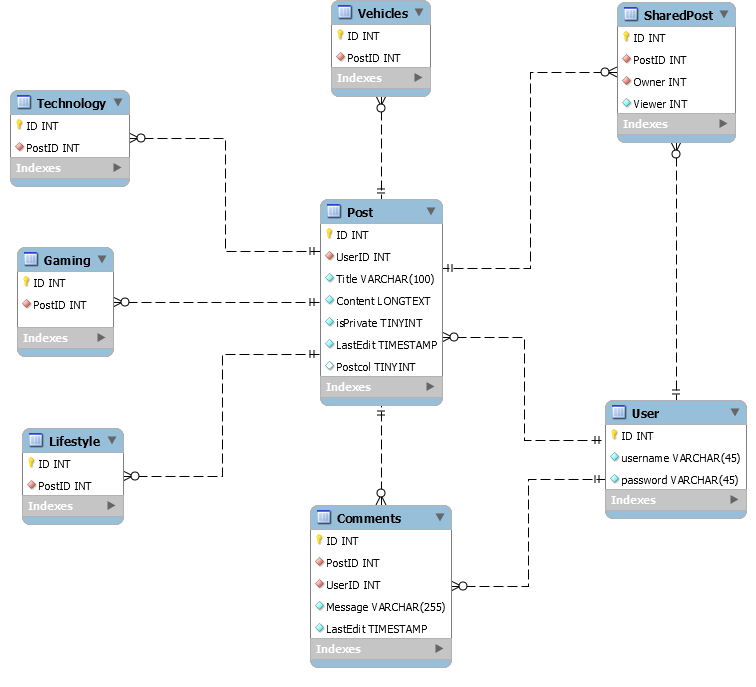 Vehicles
ID INT
PostID INT
Indexes
SharedPost
ID INT
PostID INT
Owner INT
Viewer INT
Indexes
Technology
ID INT
PostID INT
Indexes
Post
ID INT
UserID INT
Title VARCHAR(100)
Content LONGTEXT
isPrivate TINYINT
LastEdit TIMESTAMP
Postcol TINYINT
Indexes
Gaming
ID INT
PostID INT
Indexes
Lifestyle
ID INT
PostID INT
Indexes
User
ID INT
username VARCHAR(45)
password VARCHAR(45)
Indexes
Comments
ID INT
PostID INT
UserID INT
Message VARCHAR(255)
LastEdit TIMESTAMP
Indexes